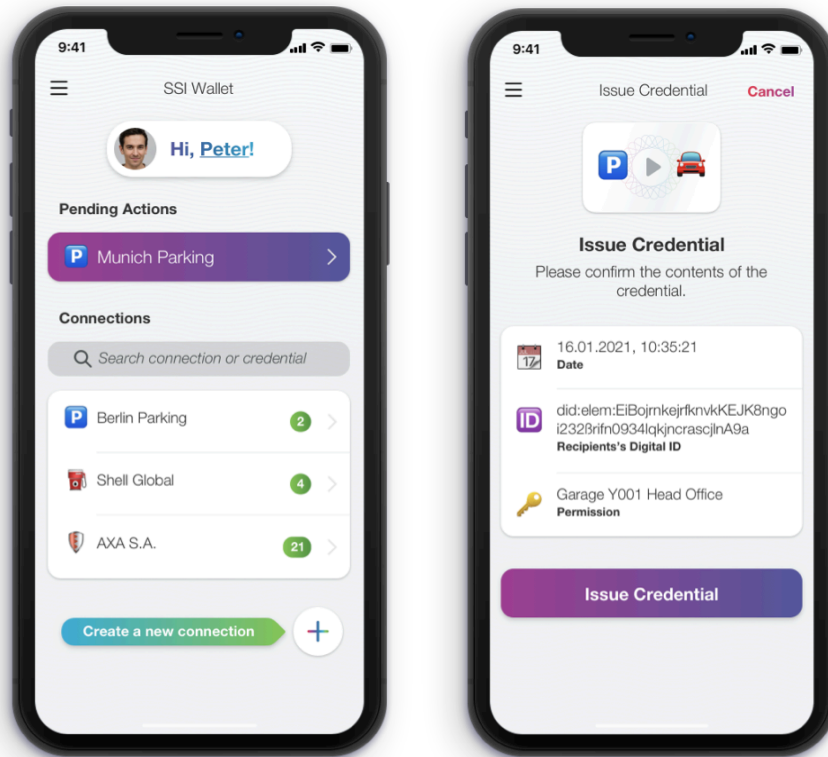 9:41
SSI Wallet
Hi, Peter!
Pending Actions
P Munich Parking
Connections
Search connection or credential
P Berlin Parking 2
Shell Global 4
AXA S.A. 21
Create a new connection
9:41
Issue Credential Cancel
P
Issue Credential
Please confirm the contents of the
credential.
17
16.01.2021, 10:35:21
Date
ID
did:elem:EiBojrnkejrfknvkKEJK8ngo
i232ßrifn0934lqkjncrascjlnA9a
Recipients's Digital ID
Garage Y001 Head Office
Permission
Issue Credential